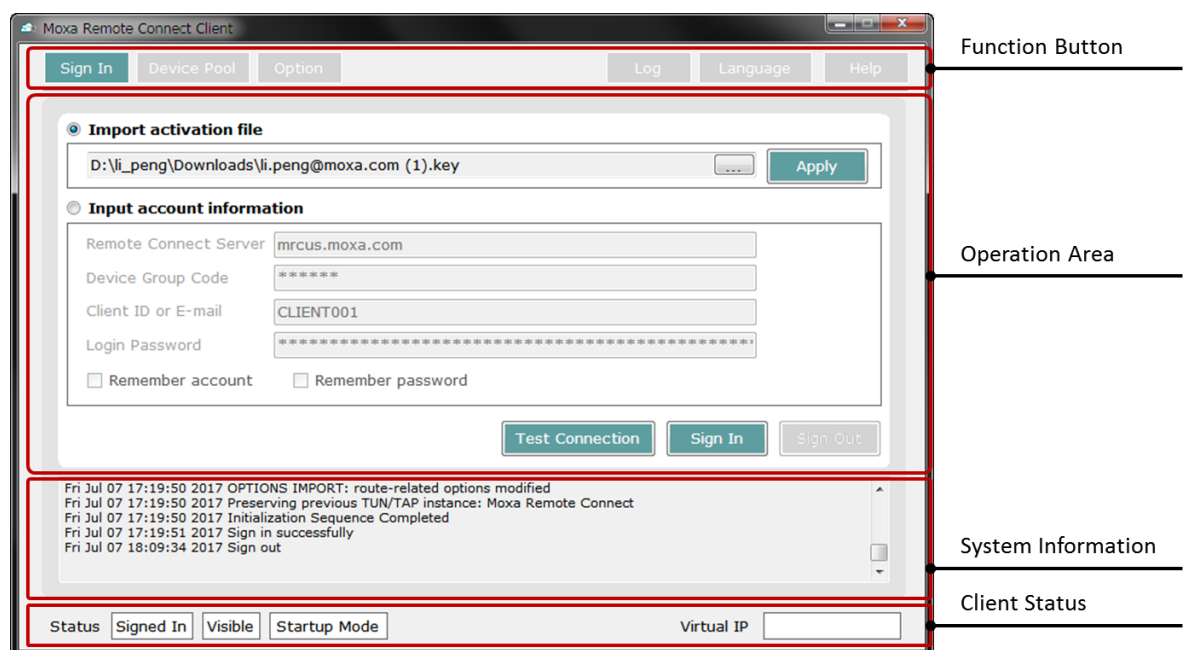 Moxa Remote Connect Client
Function Button
Sign In Device Pool Option Log Language Help
Import activation file
D:\li_peng\Downloads\li.peng@moxa.com (1).key ... Apply
Input account information
Remote Connect Server mrcus.moxa.com
Operation Area
Device Group Code ******
Client ID or E-mail CLIENT001
Login Password **********************************************
Remember account Remember password
Test Connection Sign In Sign Out
Fri Jul 07 17:19:50 2017 OPTIONS IMPORT: route-related options modified
Fri Jul 07 17:19:50 2017 Preserving previous TUN/TAP instance: Moxa Remote Connect
Fri Jul 07 17:19:50 2017 Initialization Sequence Completed
Fri Jul 07 17:19:51 2017 Sign in successfully
Fri Jul 07 18:09:34 2017 Sign out
System Information
Client Status
Status Signed In Visible Startup Mode Virtual IP